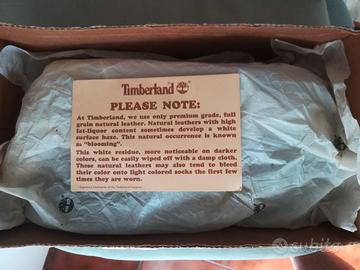 Timberland
PLEASE NOTE:
At Timberland, we use only premium grade, full
grain natural leather. Natural leathers with high
fat-liquor content sometimes develop a white
surface haze. This natural occurrence is known
as "blooming".
This white residue, more noticeable on darker
colors, can be easily wiped off with a damp cloth.
These natural leathers may also tend to bleed
their color onto light colored socks the first few
times they are worn.
subito